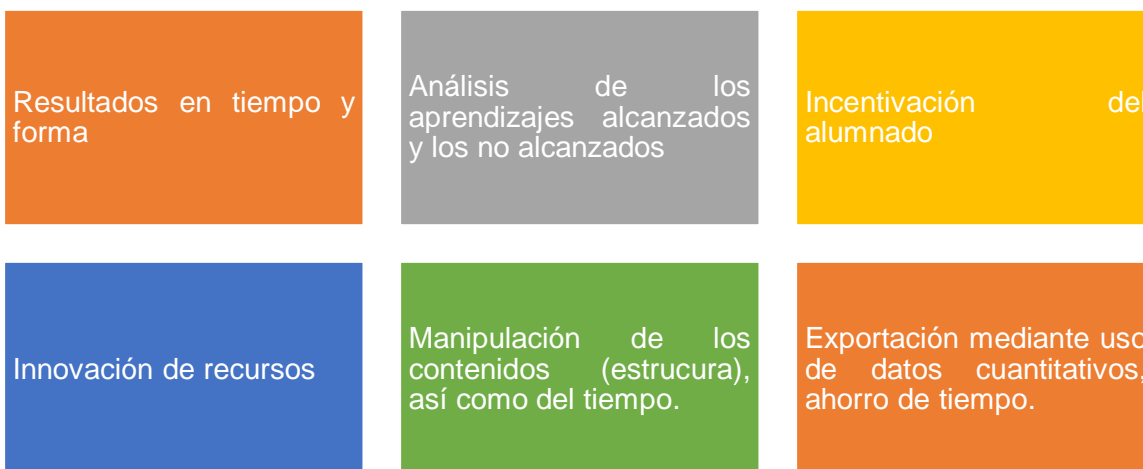 Resultados en tiempo y
forma
Análisis de los
aprendizajes alcanzados
y los no alcanzados
Incentivación del
alumnado
Innovación de recursos
Manipulación de los
contenidos (estrucura),
así como del tiempo.
Exportación mediante uso
de datos cuantitativos,
ahorro de tiempo.